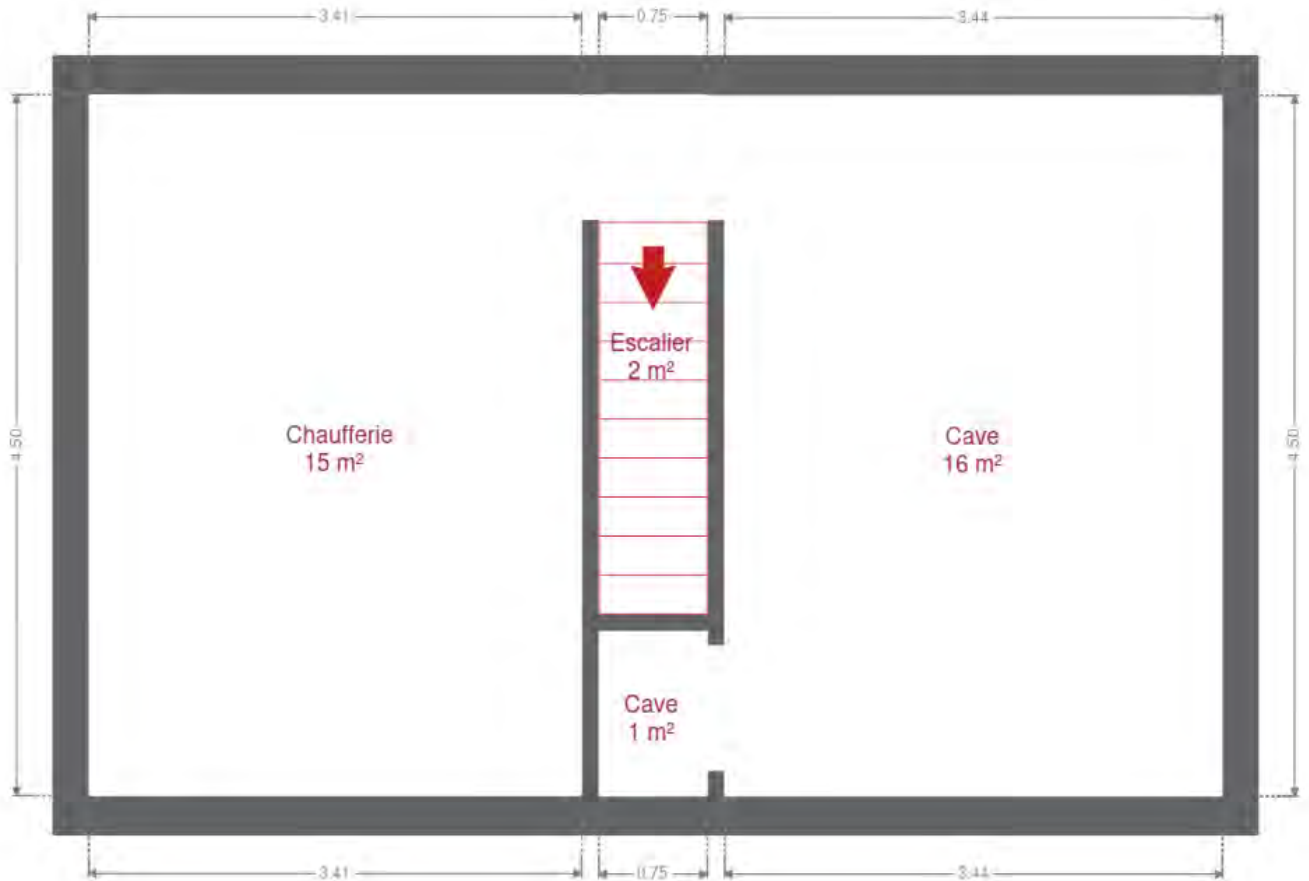 3.41
0.75
3.44
4.50
4.50
Escalier
2 m²
Chaufferie
15 m²
Cave
16 m²
Cave
1 m²
3.41
0.75
3.44